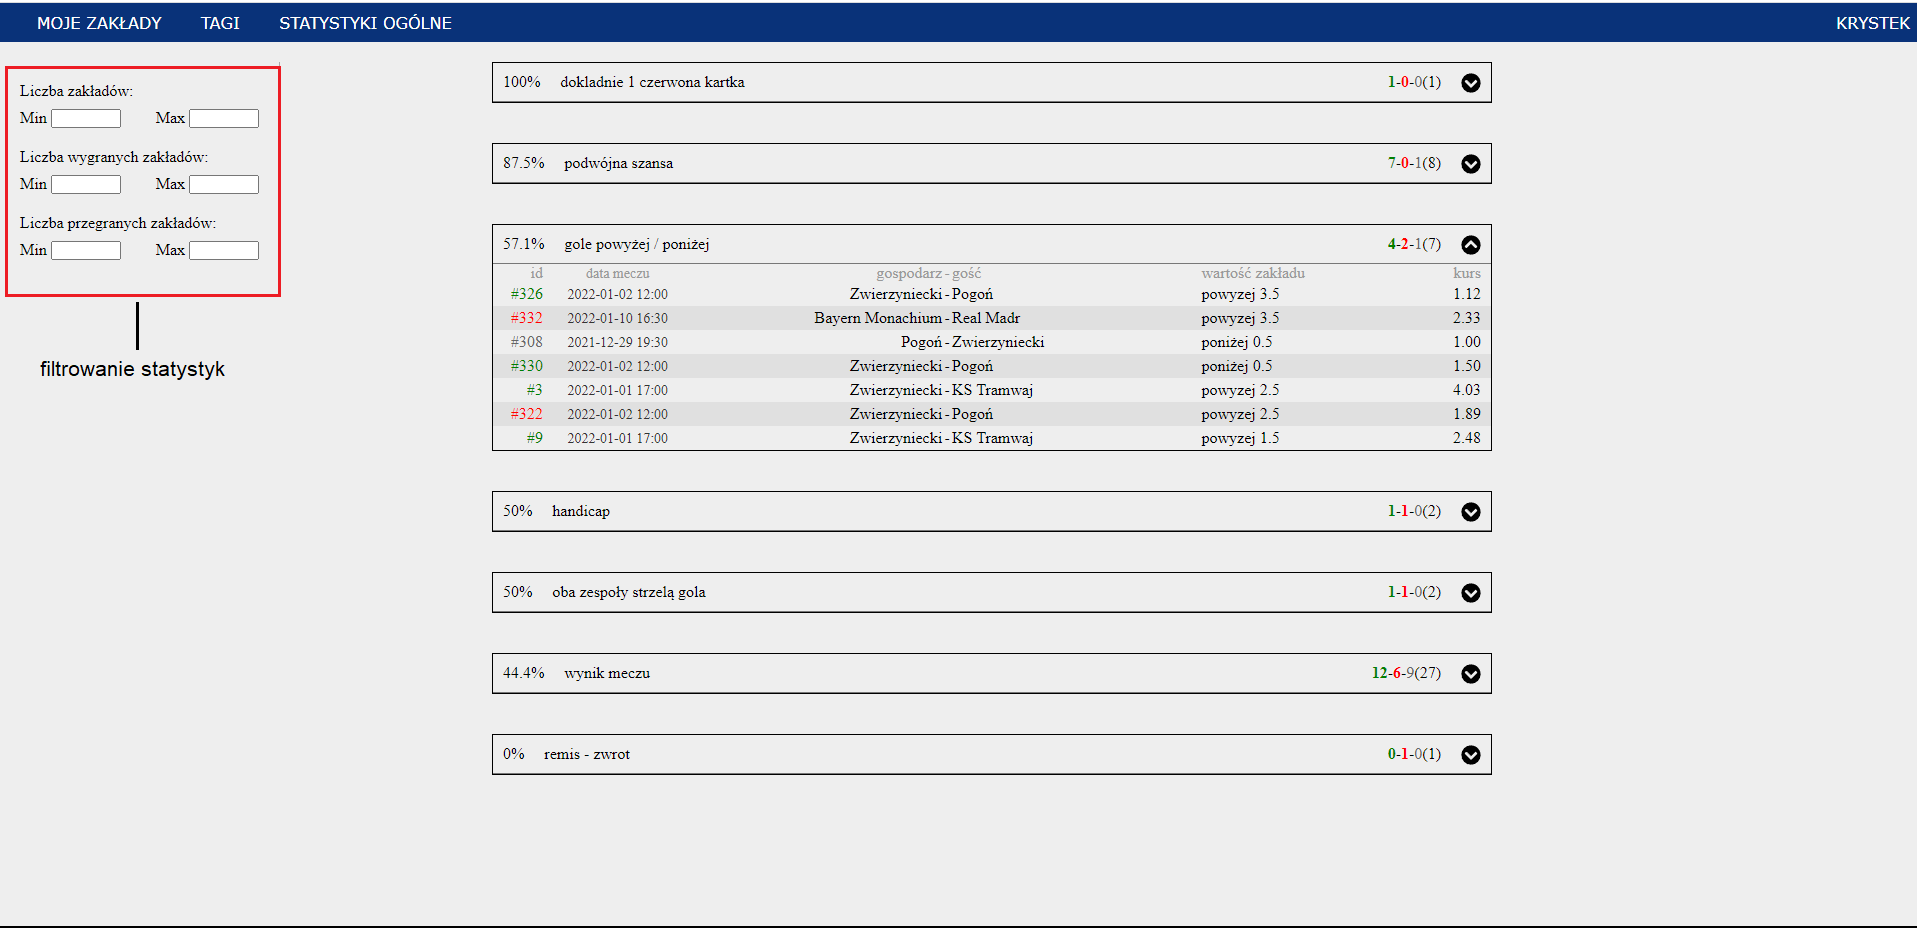 MOJE ZAKŁADY TAGI STATYSTYKI OGÓLNE KRYSTEK
Liczba zakładów:
Min Max
Liczba wygranych zakładów:
Min Max
Liczba przegranych zakładów:
Min Max
filtrowanie statystyk
100% dokladnie 1 czerwona kartka 1-0-0(1)
87.5% podwójna szansa 7-0-1(8)
57.1% gole powyżej / poniżej 4-2-1(7)
id data meczu gospodarz - gość wartość zakładu kurs
#326 2022-01-02 12:00 Zwierzyniecki - Pogoń powyzej 3.5 1.12
#332 2022-01-10 16:30 Bayern Monachium - Real Madr powyzej 3.5 2.33
#308 2021-12-29 19:30 Pogoń - Zwierzyniecki poniżej 0.5 1.00
#330 2022-01-02 12:00 Zwierzyniecki - Pogoń poniżej 0.5 1.50
#3 2022-01-01 17:00 Zwierzyniecki - KS Tramwaj powyzej 2.5 4.03
#322 2022-01-02 12:00 Zwierzyniecki - Pogoń powyzej 2.5 1.89
#9 2022-01-01 17:00 Zwierzyniecki - KS Tramwaj powyzej 1.5 2.48
50% handicap 1-1-0(2)
50% oba zespoły strzelą gola 1-1-0(2)
44.4% wynik meczu 12-6-9(27)
0% remis - zwrot 0-1-0(1)